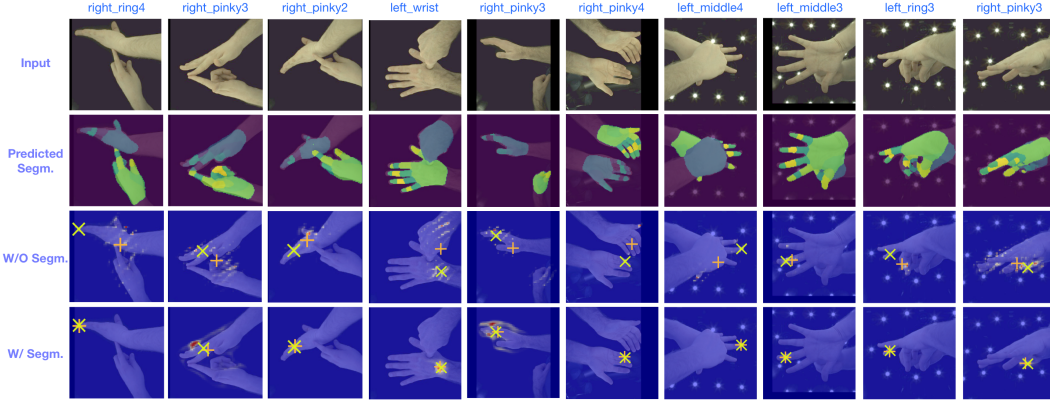 right_ring4 right_pinky3 right_pinky2 left_wrist right_pinky3 right_pinky4 left_middle4 left_middle3 left_ring3 right_pinky3
Input
Predicted
Segm.
W/O Segm.
W/ Segm.